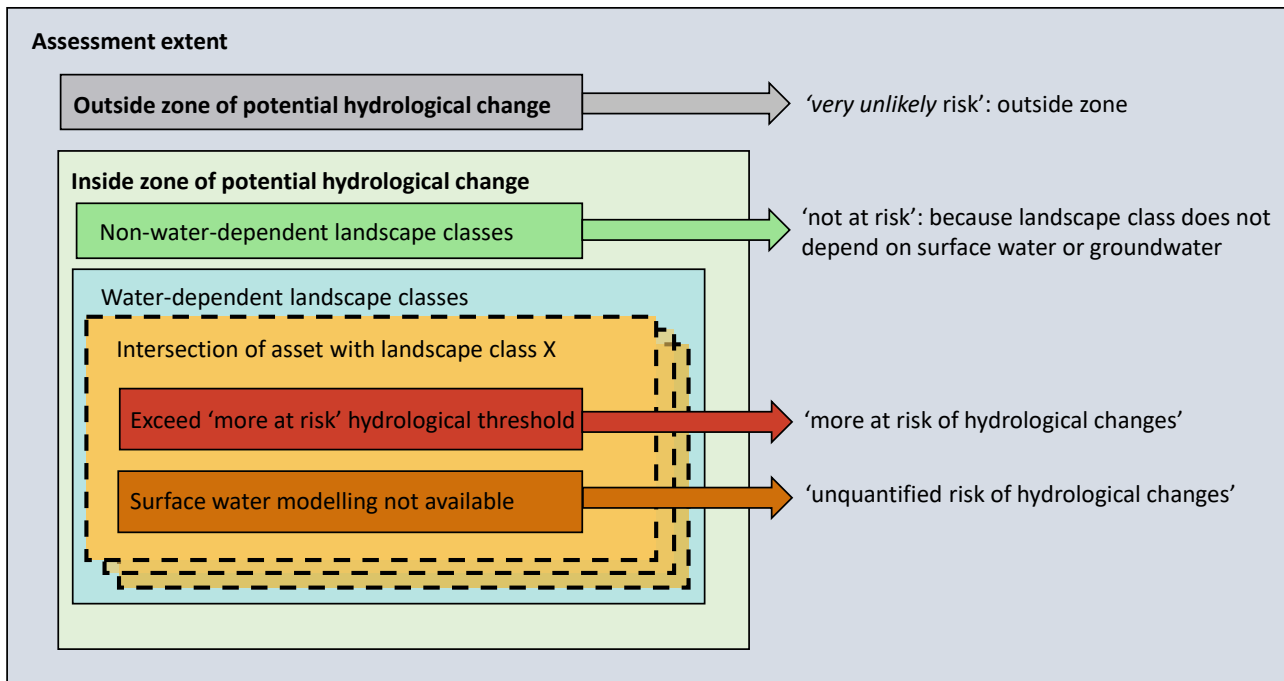 Assessment extent
Outside zone of potential hydrological change
‘very unlikely risk’: outside zone
Inside zone of potential hydrological change
Non-water-dependent landscape classes
‘not at risk’: because landscape class does not
depend on surface water or groundwater
Water-dependent landscape classes
Intersection of asset with landscape class X
Exceed ‘more at risk’ hydrological threshold
‘more at risk of hydrological changes’
Surface water modelling not available
‘unquantified risk of hydrological changes’